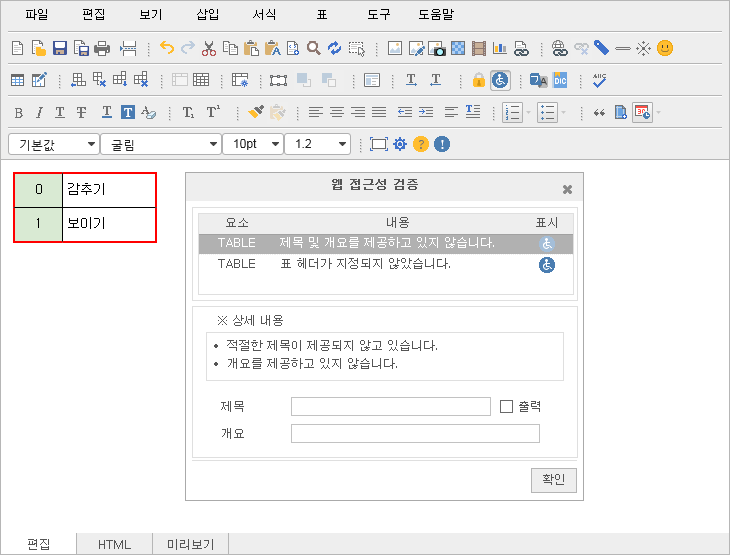 파일 편집 보기 삽입 서식 표 도구 도움말
기본값 굴림 10pt 1.2
0 감추기
1 보이기
웹 접근성 검증
요소 내용 표시
TABLE 제목 및 개요를 제공하고 있지 않습니다.
TABLE 표 헤더가 지정되지 않았습니다.
※ 상세 내용
• 적절한 제목이 제공되지 않고 있습니다.
• 개요를 제공하고 있지 않습니다.
제목 출력
개요
확인
편집 HTML 미리보기